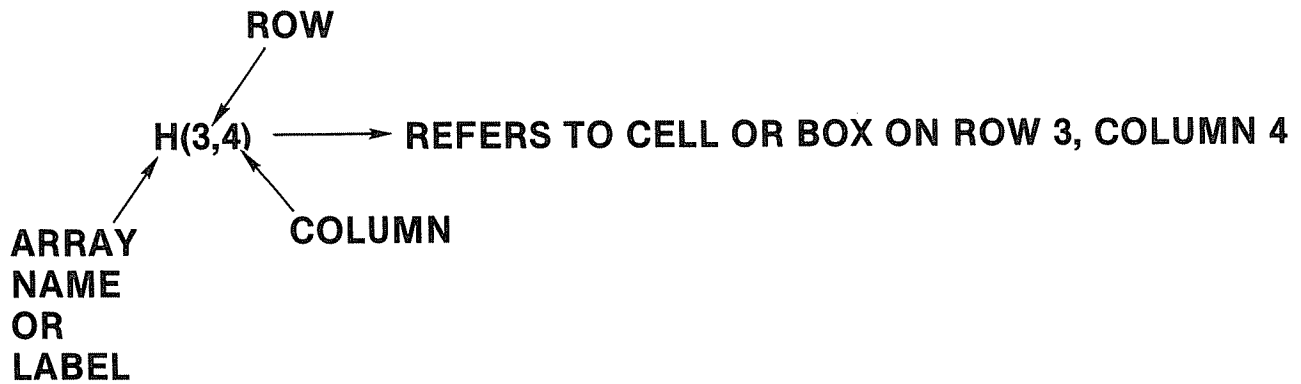 ROW
H(3,4)
REFERS TO CELL OR BOX ON ROW 3, COLUMN 4
COLUMN
ARRAY
NAME
OR
LABEL